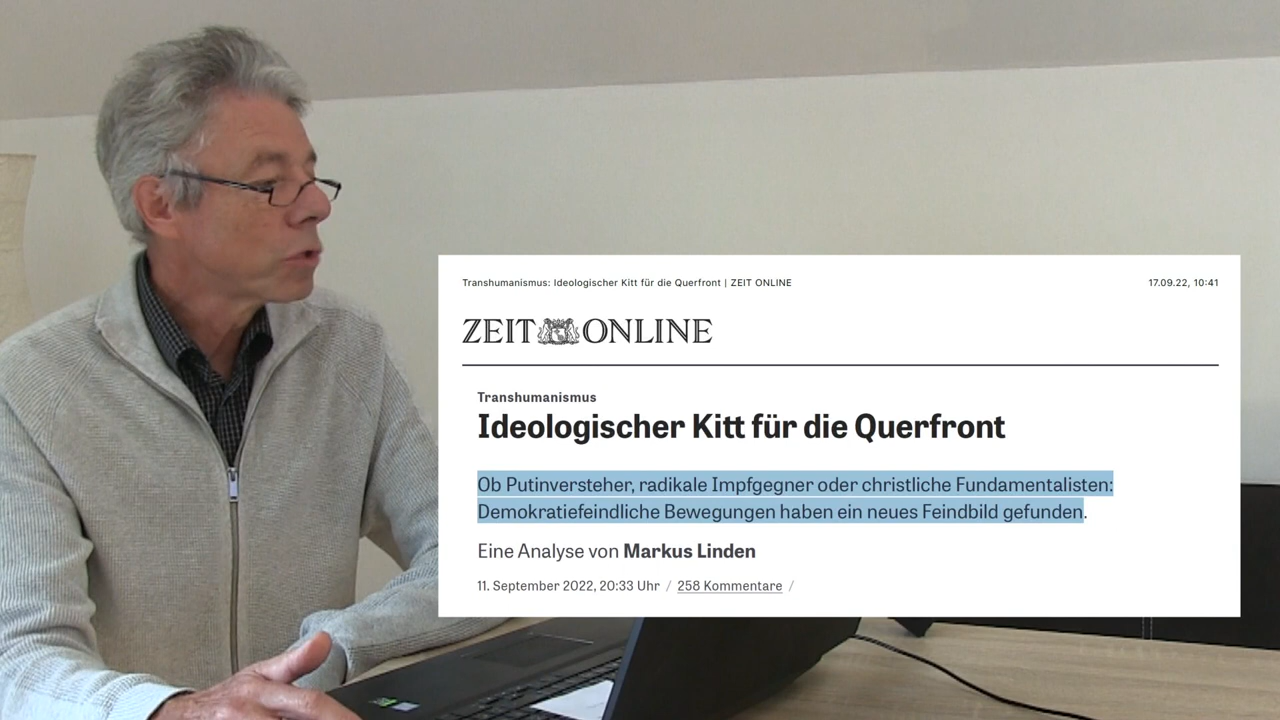 Transhumanismus: Ideologischer Kitt für die Querfront | ZEIT ONLINE
17.09.22, 10:41
ZEIT ONLINE
Transhumanismus
Ideologischer Kitt für die Querfront
Ob Putinversteher, radikale Impfgegner oder christliche Fundamentalisten:
Demokratiefeindliche Bewegungen haben ein neues Feindbild gefunden.
Eine Analyse von Markus Linden
11. September 2022, 20:33 Uhr / 258 Kommentare /